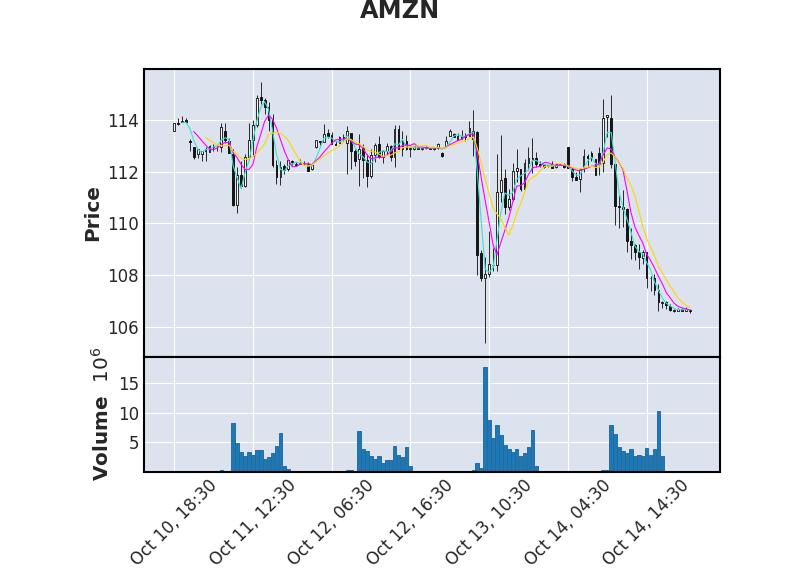 AMZN
Price
114
112
110
108
106
Volume 10^6
15
10
5
Oct 10, 18:30
Oct 11, 12:30
Oct 12, 06:30
Oct 12, 16:30
Oct 13, 10:30
Oct 14, 04:30
Oct 14, 14:30